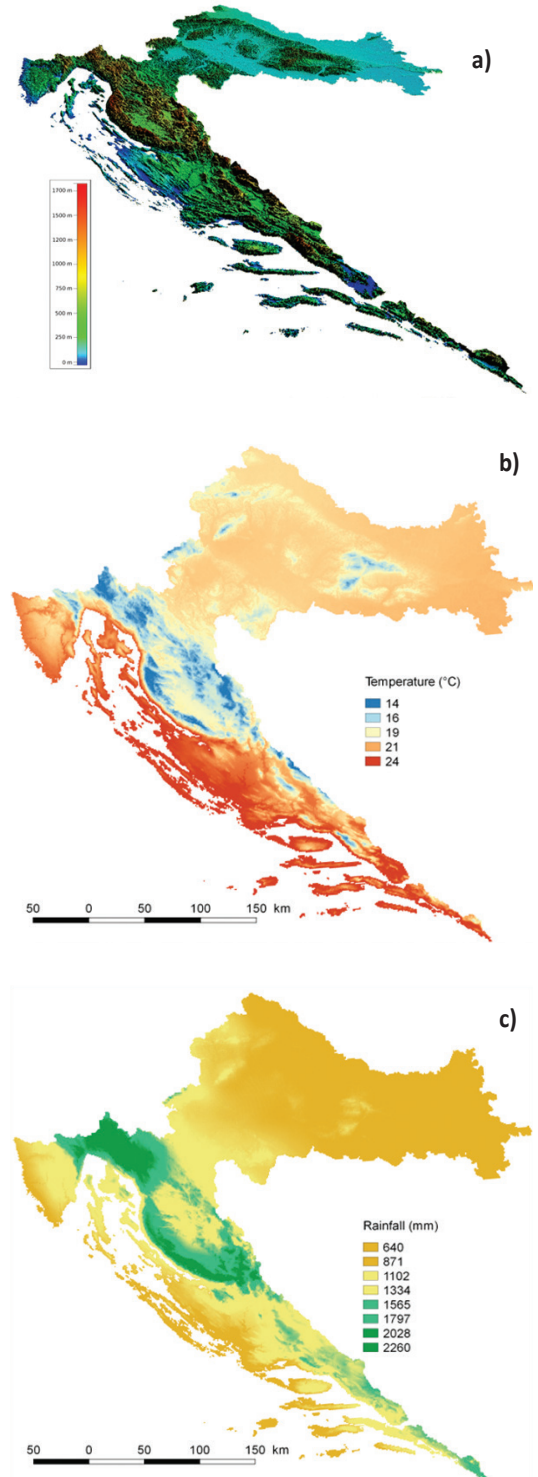 a)
1700 m
1500 m
1000 m
750 m
500 m
250 m
0 m
b)
Temperature (°C)
14
16
19
21
24
50 0 50 100 150 km
c)
Rainfall (mm)
640
871
1102
1334
1565
1797
2028
2260
50 0 50 100 150 km